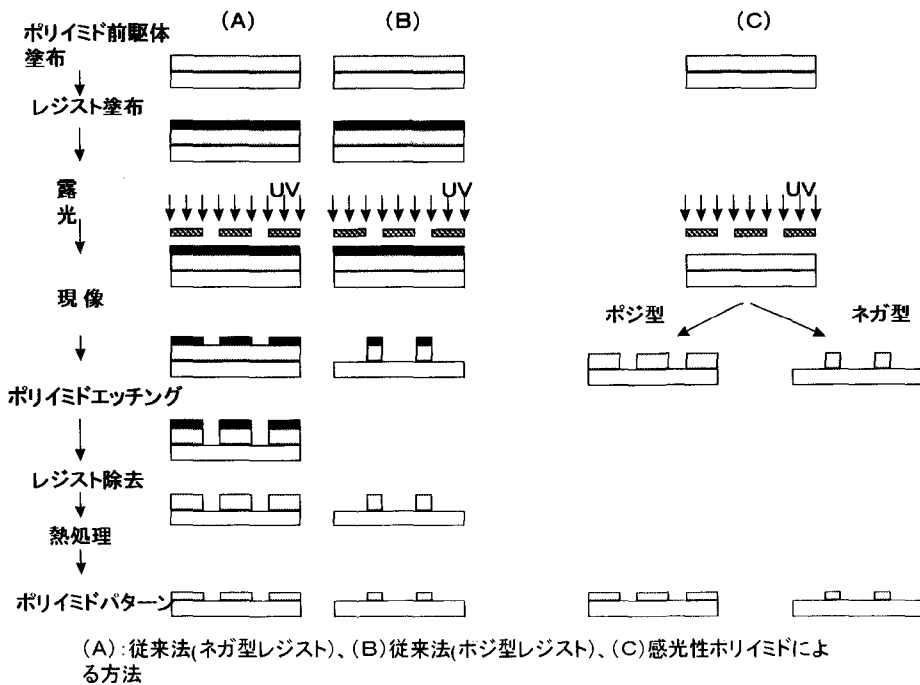 (A)
(B)
(C)
ポリイミド前駆体
塗布
レジスト塗布
露
光
UV
UV
UV
現像
ポジ型
ネガ型
ポリイミドエッチング
レジスト除去
熱処理
ポリイミドパターン
(A):従来法(ネガ型レジスト)、(B)従来法(ポジ型レジスト)、(C)感光性ポリイミドによ
る方法